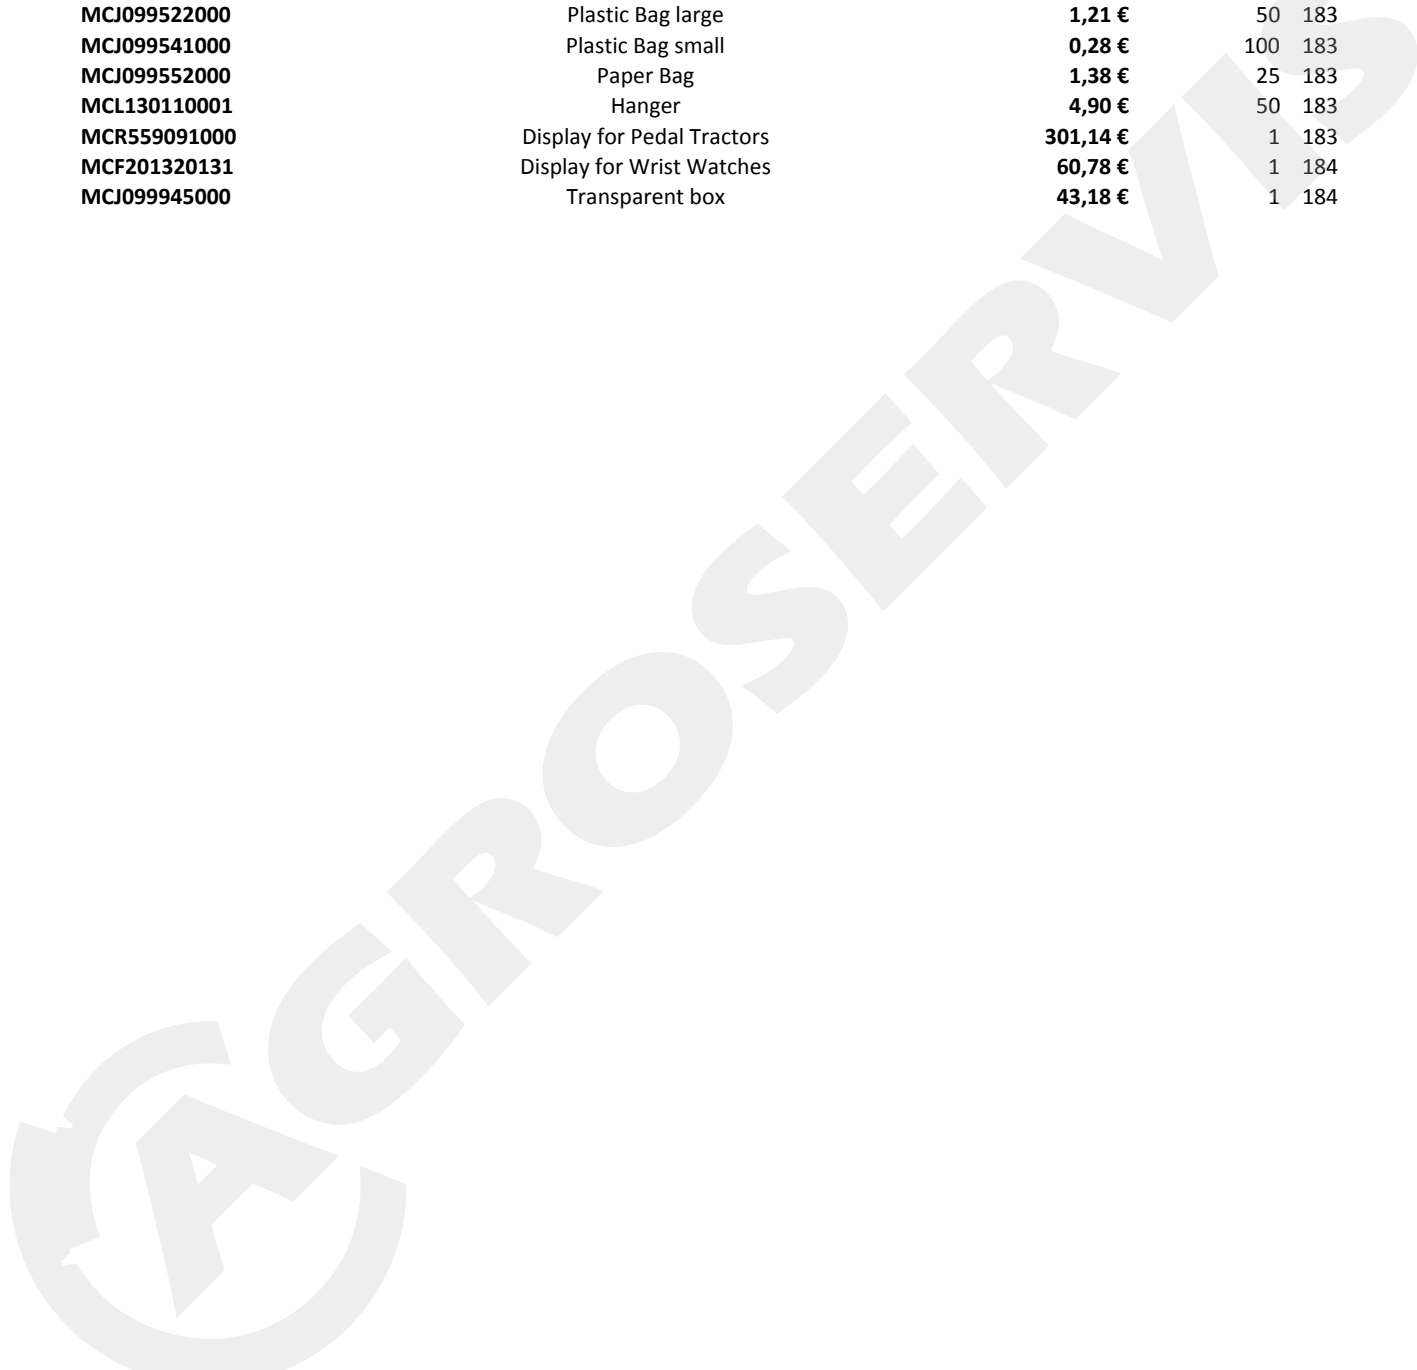 MCJ099522000 Plastic Bag large 1,21 € 50 183
MCJ099541000 Plastic Bag small 0,28 € 100 183
MCJ099552000 Paper Bag 1,38 € 25 183
MCL130110001 Hanger 4,90 € 50 183
MCR559091000 Display for Pedal Tractors 301,14 € 1 183
MCF201320131 Display for Wrist Watches 60,78 € 1 184
MCJ099945000 Transparent box 43,18 € 1 184
AGROSERVIS